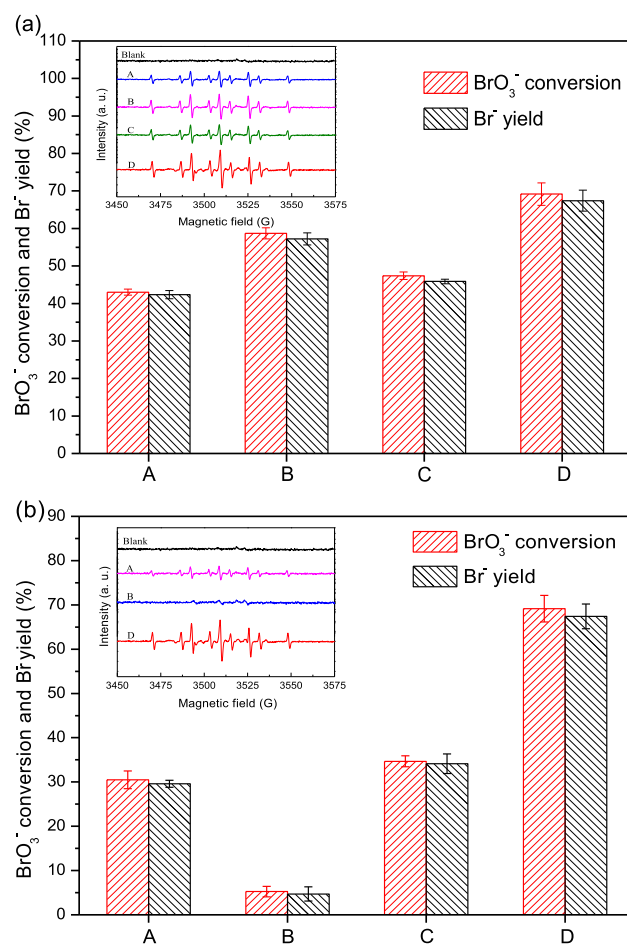 (a)
BrO₃⁻ conversion and Br⁻ yield (%)
110
100
90
80
70
60
50
40
30
20
10
0
A
B
C
D
BrO₃⁻ conversion
Br⁻ yield
Intensity (a. u.)
Blank
A
B
C
D
3450
3475
3510
3525
3550
3575
Magnetic field (G)
(b)
BrO₃⁻ conversion and Br⁻ yield (%)
90
80
70
60
50
40
30
20
10
0
A
B
C
D
BrO₃⁻ conversion
Br⁻ yield
Intensity (a. u.)
Blank
A
B
D
3450
3475
3510
3525
3550
3575
Magnetic field (G)